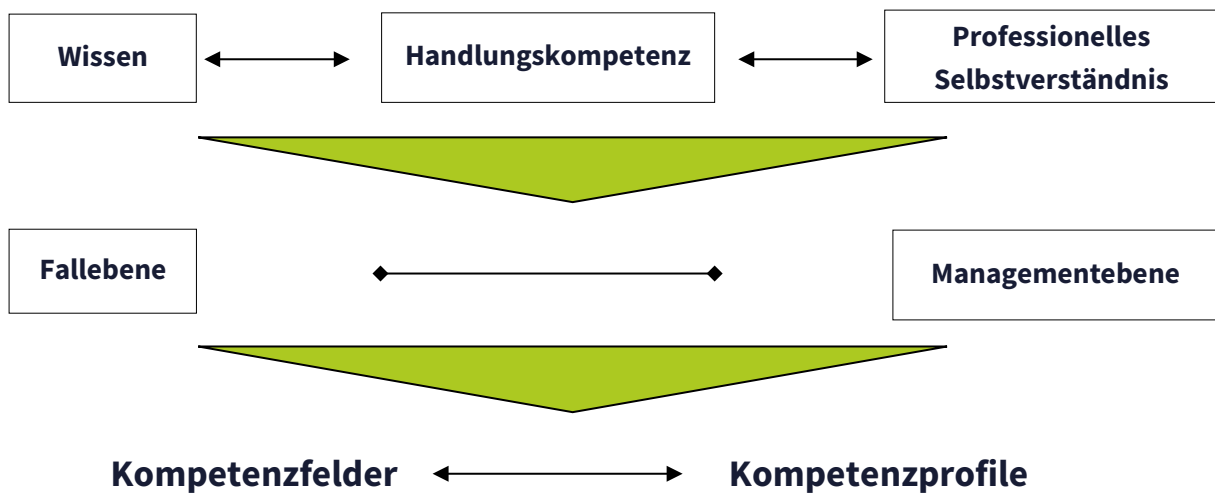 Wissen
Handlungskompetenz
Professionelles
Selbstverständnis
Fallebene
Managementebene
Kompetenzfelder
Kompetenzprofile